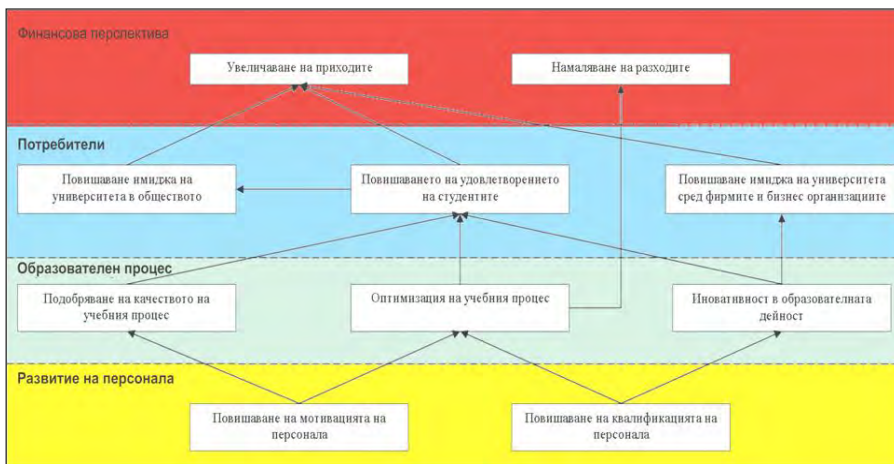 Финансова перспектива
Увеличаване на приходите
Намаляване на разходите
Потребители
Повишаване имиджа на
университета в обществото
Повишаването на удовлетворението
на студентите
Повишаване имиджа на университета
сред фирмите и бизнес организациите
Образователен процес
Подобряване на качеството на
учебния процес
Оптимизация на учебния процес
Иновативност в образователната
дейност
Развитие на персонала
Повишаване на мотивацията на
персонала
Повишаване на квалификацията на
персонала